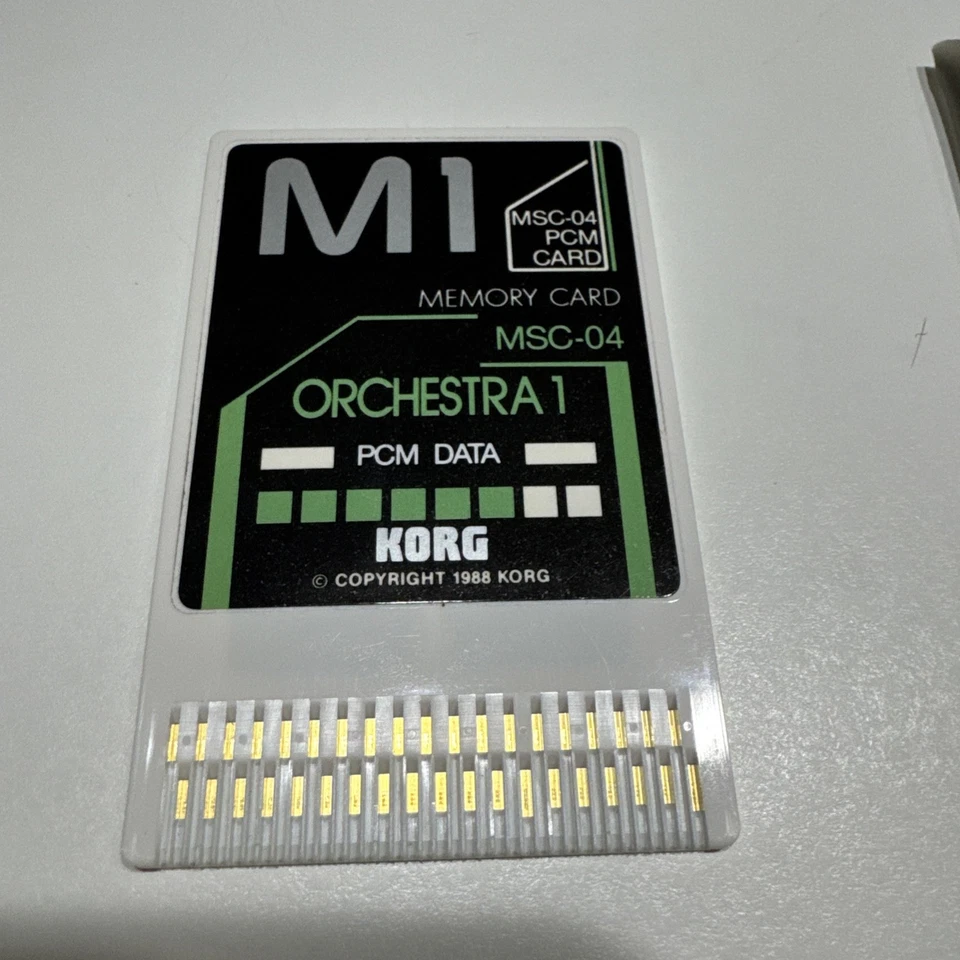 M1
MSC-04
PCM
CARD
MEMORY CARD
MSC-04
ORCHESTRA 1
PCM DATA
KORG
© COPYRIGHT 1988 KORG